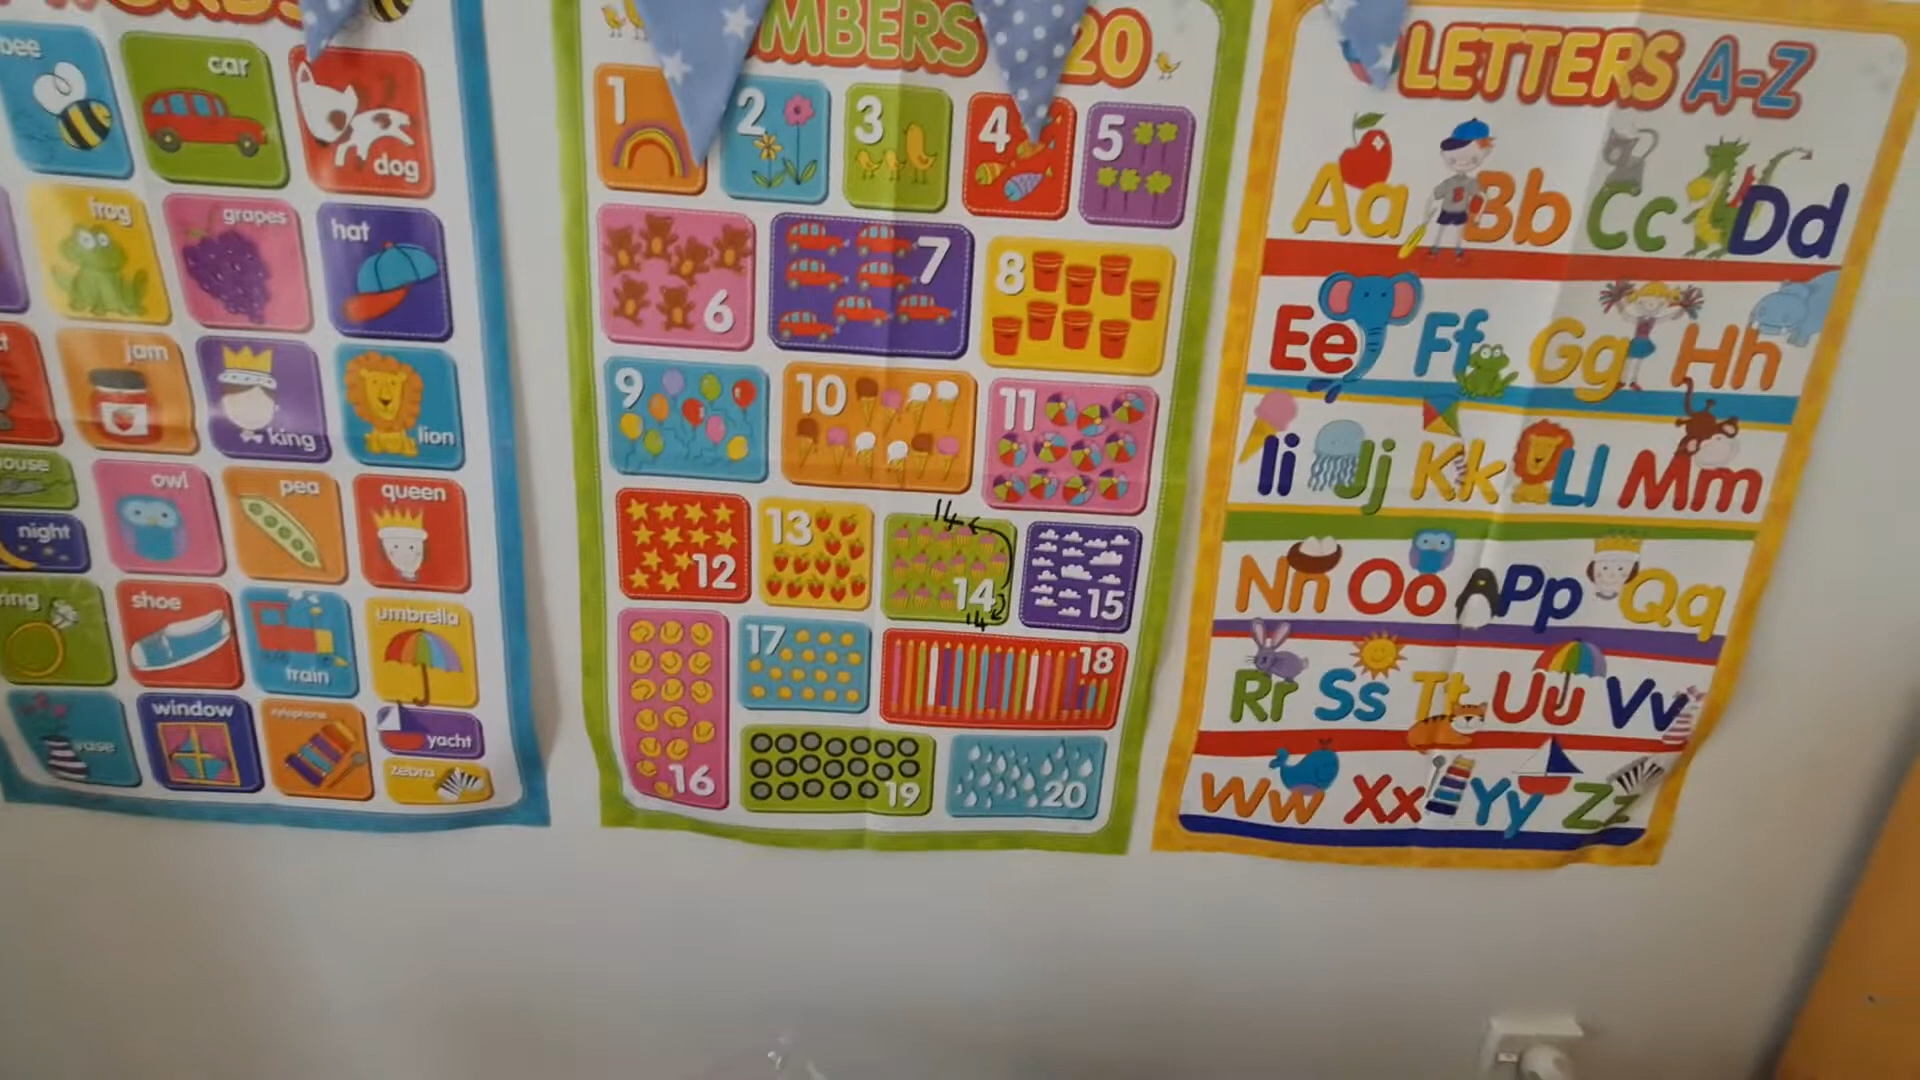 bee car dog
frog grapes hat
jam king lion
owl pea queen
night
ring shoe train umbrella
vase window xylophone yacht
zebra
MBERS 20
1 2 3 4 5
6 7 8
9 10 11
14
12 13 14 15
14
16 17 18
19 20
LETTERS A-Z
Aa Bb Cc Dd
Ee Ff Gg Hh
Ii Jj Kk Ll Mm
Nn Oo Pp Qq
Rr Ss Tt Uu Vv
Ww Xx Yy Zz